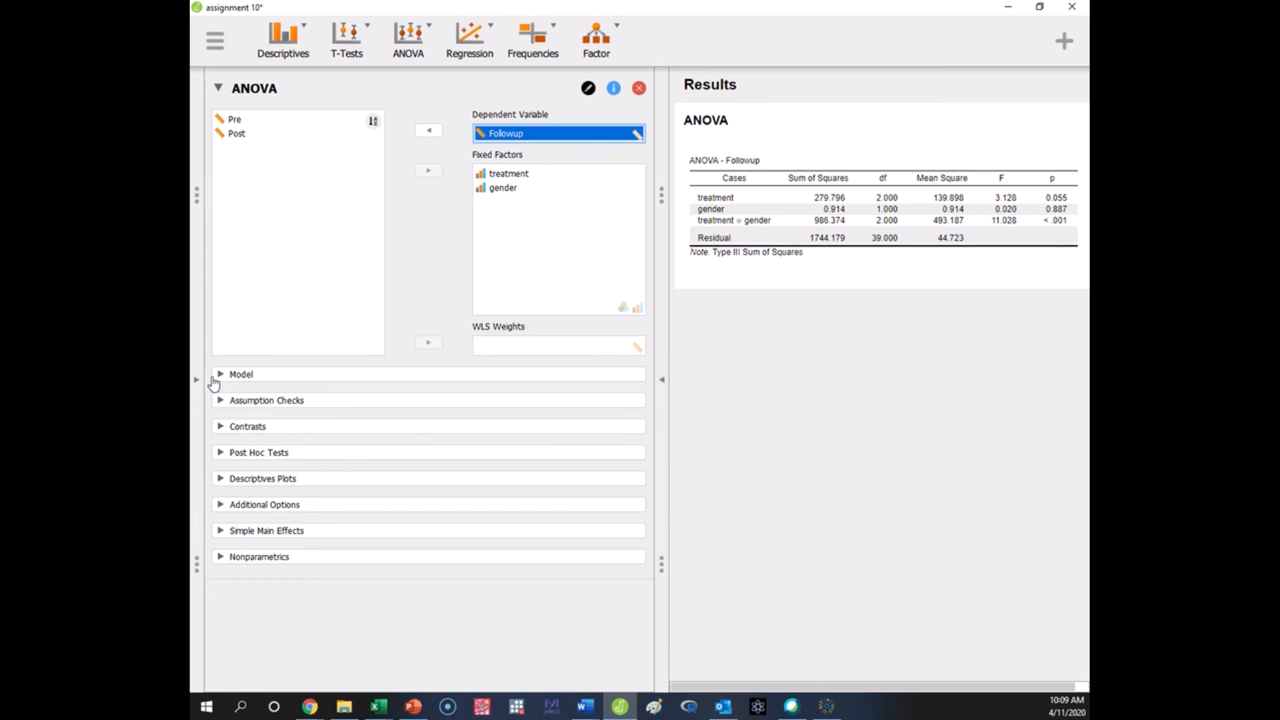 assignment 10*
Descriptives T-Tests ANOVA Regression Frequencies Factor
ANOVA
Pre
Post
Dependent Variable
Followup
Fixed Factors
treatment
gender
WLS Weights
Model
Assumption Checks
Contrasts
Post Hoc Tests
Descriptives Plots
Additional Options
Simple Main Effects
Nonparametrics
Results
ANOVA
ANOVA - Followup
Cases Sum of Squares df Mean Square F p
treatment 279.796 2.000 139.898 3.128 0.055
gender 0.914 1.000 0.914 0.020 0.887
treatment * gender 986.374 2.000 493.187 11.028 < .001
Residual 1744.179 39.000 44.723
Note. Type III Sum of Squares
10:09 AM
4/11/2020